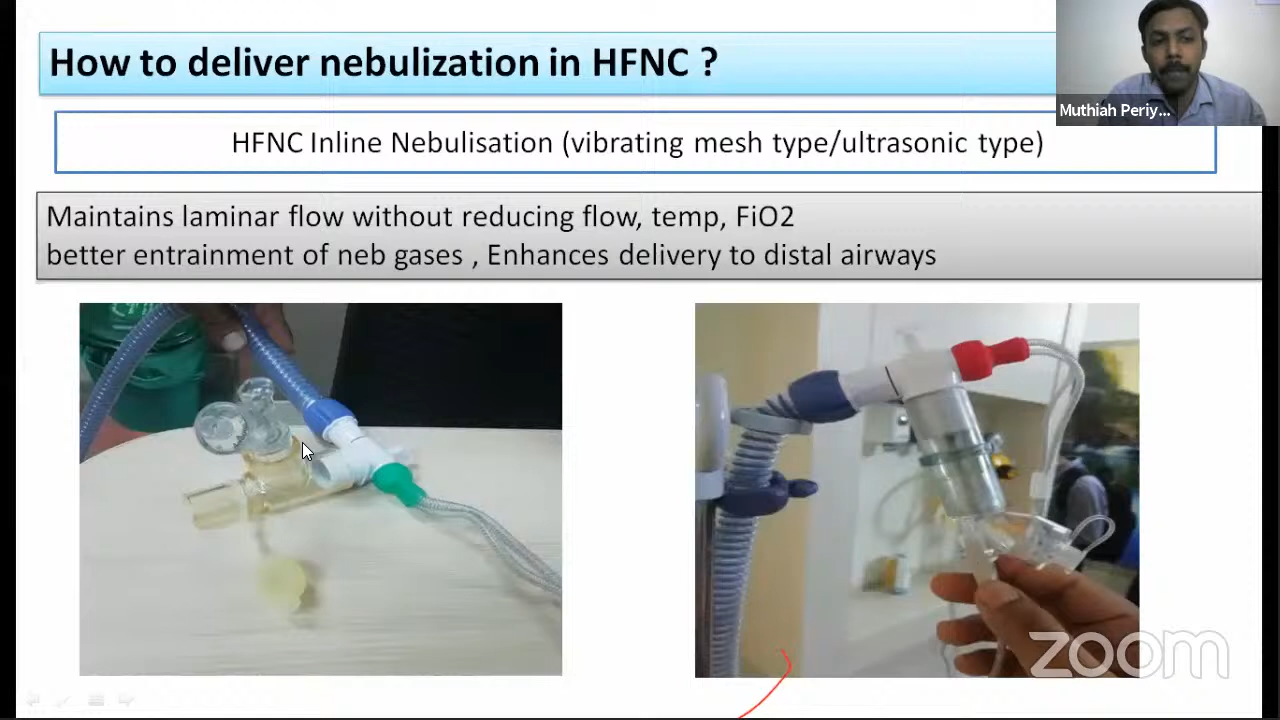 How to deliver nebulization in HFNC ?
Muthiah Periy...
HFNC Inline Nebulisation (vibrating mesh type/ultrasonic type)
Maintains laminar flow without reducing flow, temp, FiO2
better entrainment of neb gases , Enhances delivery to distal airways
zoom